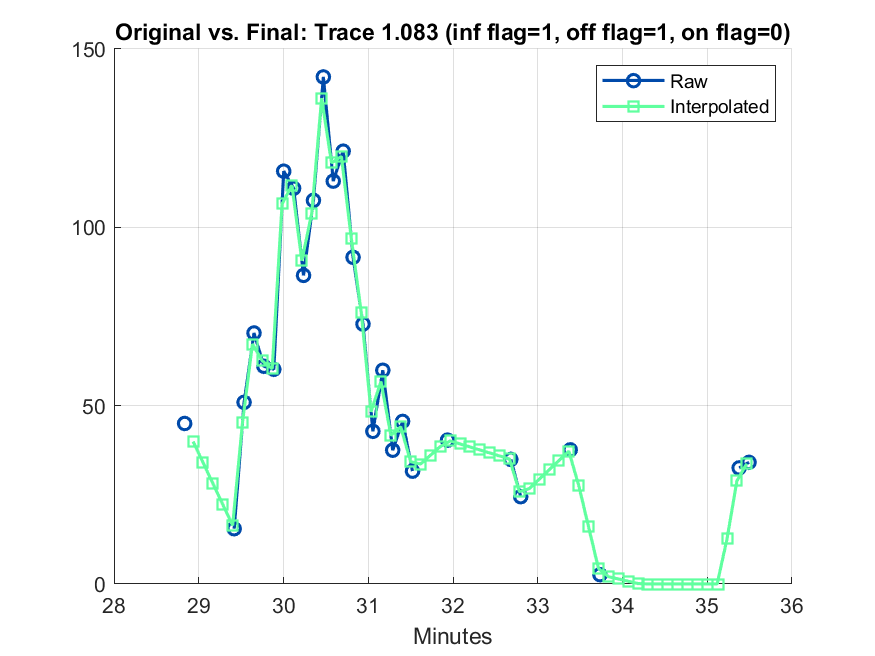 Original vs. Final: Trace 1.083 (inf flag=1, off flag=1, on flag=0)
150
100
50
0
Raw
Interpolated
28 29 30 31 32 33 34 35 36
Minutes